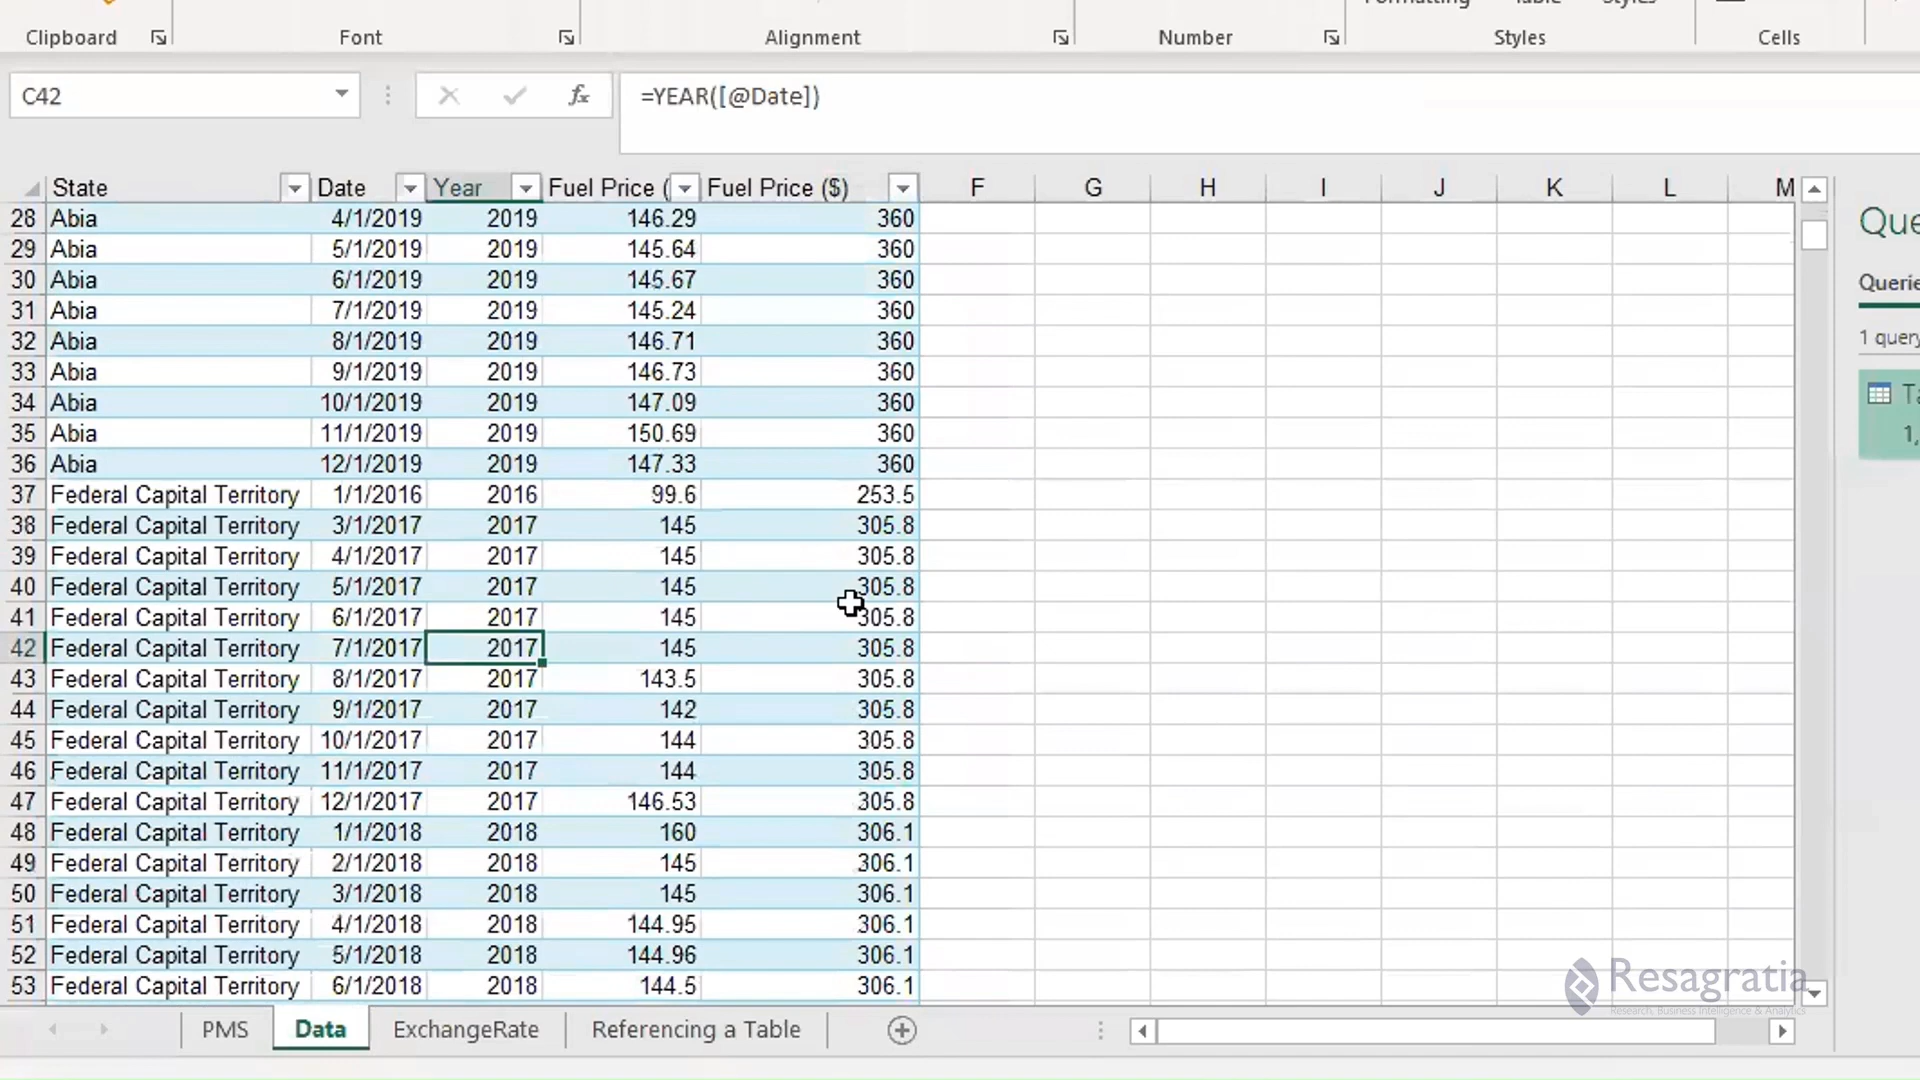 Formatting Table Styles
Clipboard Font Alignment Number Styles Cells
C42 fx =YEAR([@Date])
State Date Year Fuel Price ( Fuel Price ($) F G H I J K L M
28 Abia 4/1/2019 2019 146.29 360
29 Abia 5/1/2019 2019 145.64 360
30 Abia 6/1/2019 2019 146.67 360
31 Abia 7/1/2019 2019 145.24 360
32 Abia 8/1/2019 2019 146.71 360
33 Abia 9/1/2019 2019 146.73 360
34 Abia 10/1/2019 2019 147.09 360
35 Abia 11/1/2019 2019 150.69 360
36 Abia 12/1/2019 2019 147.33 360
37 Federal Capital Territory 1/1/2016 2016 99.6 253.5
38 Federal Capital Territory 3/1/2017 2017 145 305.8
39 Federal Capital Territory 4/1/2017 2017 145 305.8
40 Federal Capital Territory 5/1/2017 2017 145 305.8
41 Federal Capital Territory 6/1/2017 2017 145 305.8
42 Federal Capital Territory 7/1/2017 2017 145 305.8
43 Federal Capital Territory 8/1/2017 2017 143.5 305.8
44 Federal Capital Territory 9/1/2017 2017 142 305.8
45 Federal Capital Territory 10/1/2017 2017 144 305.8
46 Federal Capital Territory 11/1/2017 2017 144 305.8
47 Federal Capital Territory 12/1/2017 2017 146.53 305.8
48 Federal Capital Territory 1/1/2018 2018 160 306.1
49 Federal Capital Territory 2/1/2018 2018 145 306.1
50 Federal Capital Territory 3/1/2018 2018 145 306.1
51 Federal Capital Territory 4/1/2018 2018 144.95 306.1
52 Federal Capital Territory 5/1/2018 2018 144.96 306.1
53 Federal Capital Territory 6/1/2018 2018 144.5 306.1
Que
Querie
1 query
Ta
1,
Resagratia
Research, Business Intelligence & Analytics
PMS Data ExchangeRate Referencing a Table